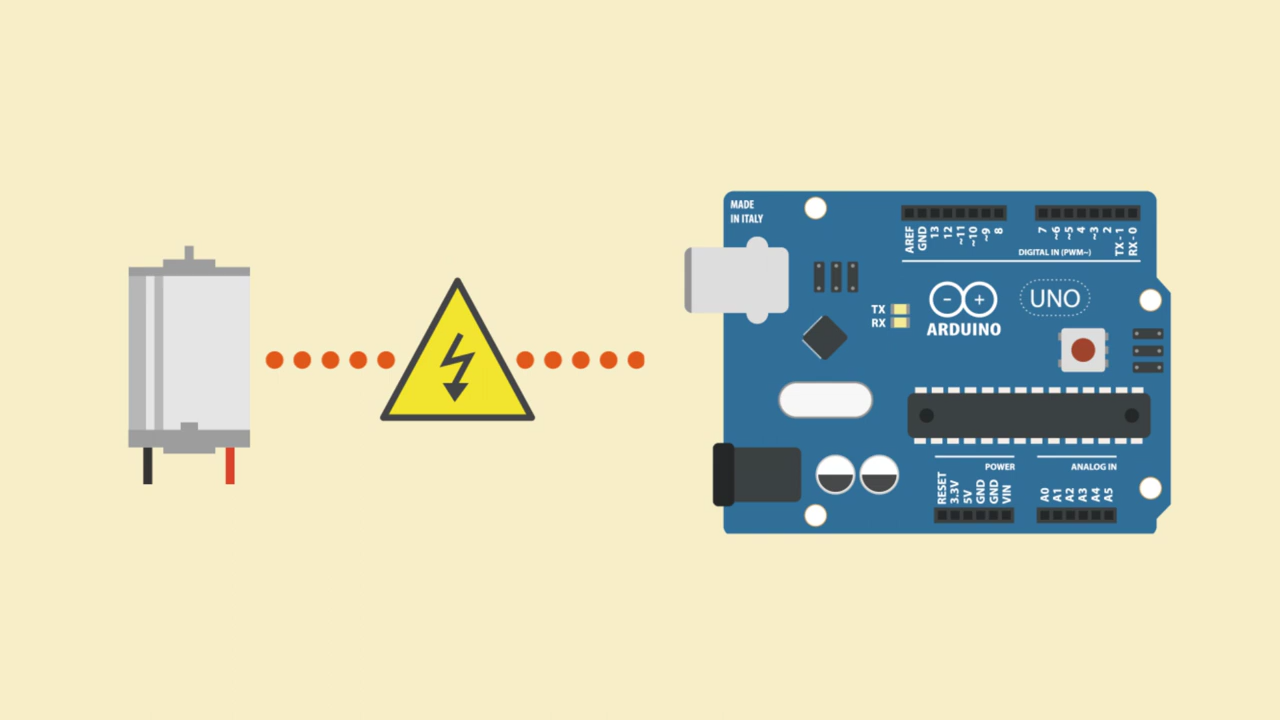 MADE
IN ITALY
AREF
GND
13
12
~11
~10
~9
8
7
~6
~5
4
~3
2
TX-1
RX-0
DIGITAL IN (PWM~)
TX
RX
ARDUINO
UNO
POWER
ANALOG IN
RESET
3.3V
5V
GND
GND
VIN
A0
A1
A2
A3
A4
A5